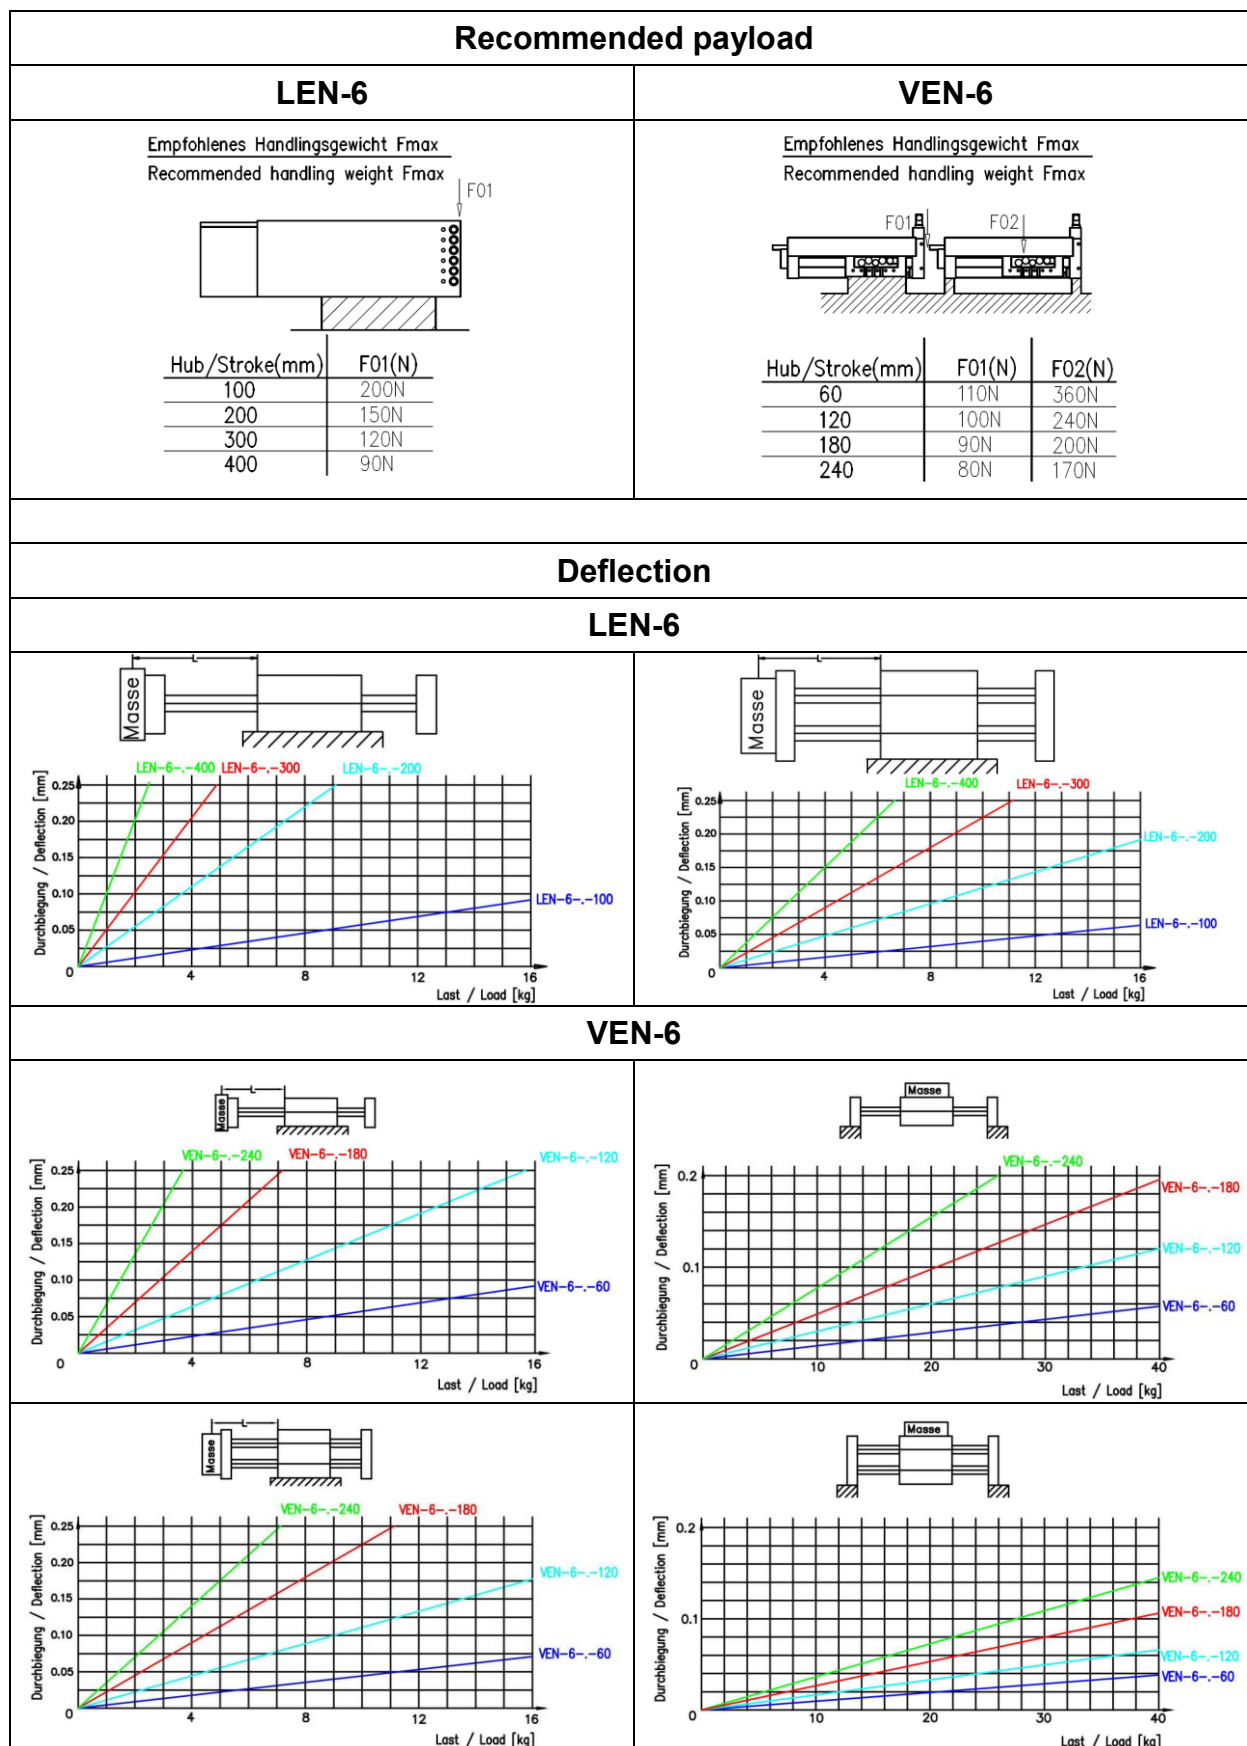 Recommended payload
LEN-6
VEN-6
Empfohlenes Handlingsgewicht Fmax
Recommended handling weight Fmax
F01
Hub/Stroke(mm) F01(N)
100 200N
200 150N
300 120N
400 90N
Empfohlenes Handlingsgewicht Fmax
Recommended handling weight Fmax
F01 F02
Hub/Stroke(mm) F01(N) F02(N)
60 110N 360N
120 100N 240N
180 90N 200N
240 80N 170N
Deflection
LEN-6
L
Masse
LEN-6-.-400 LEN-6-.-300 LEN-6-.-200
Durchbiegung / Deflection [mm]
0.25
0.20
0.15
0.10
LEN-6-.-100
0.05
0 4 8 12 16
Last / Load [kg]
L
Masse
LEN-6-.-400 LEN-6-.-300
Durchbiegung / Deflection [mm]
0.25
0.20
LEN-6-.-200
0.15
0.10
0.05
LEN-6-.-100
0 4 8 12 16
Last / Load [kg]
VEN-6
L
Masse
VEN-6-.-240 VEN-6-.-180 VEN-6-.-120
Durchbiegung / Deflection [mm]
0.25
0.20
0.15
0.10
VEN-6-.-60
0.05
0 4 8 12 16
Last / Load [kg]
Masse
VEN-6-.-240
Durchbiegung / Deflection [mm]
0.2
VEN-6-.-180
VEN-6-.-120
0.1
VEN-6-.-60
0 10 20 30 40
Last / Load [kg]
L
Masse
VEN-6-.-240 VEN-6-.-180
Durchbiegung / Deflection [mm]
0.25
0.20
VEN-6-.-120
0.15
0.10
VEN-6-.-60
0.05
0 4 8 12 16
Last / Load [kg]
Masse
Durchbiegung / Deflection [mm]
0.2
VEN-6-.-240
VEN-6-.-180
0.1
VEN-6-.-120
VEN-6-.-60
0 10 20 30 40
Last / Load [kg]